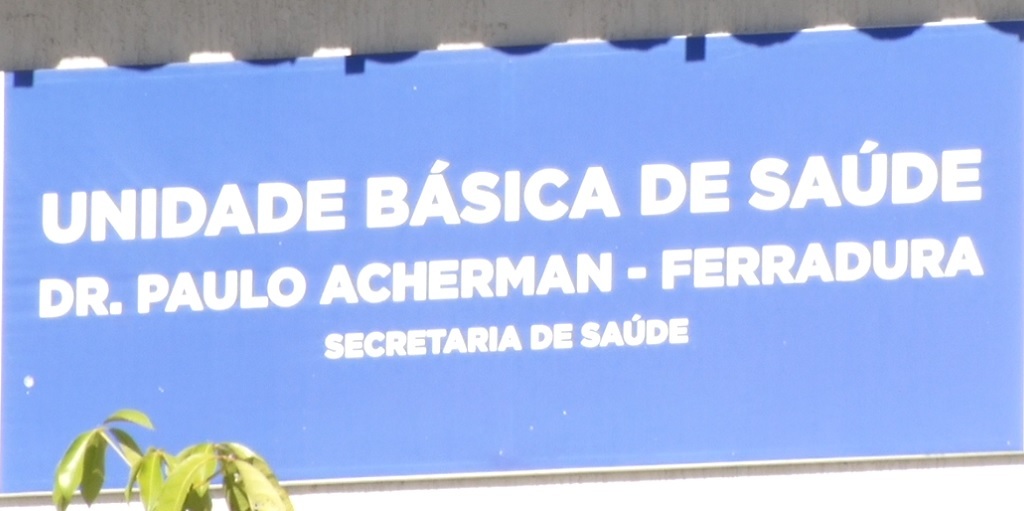 UNIDADE BÁSICA DE SAÚDE
DR. PAULO ACHERMAN - FERRADURA
SECRETARIA DE SAÚDE